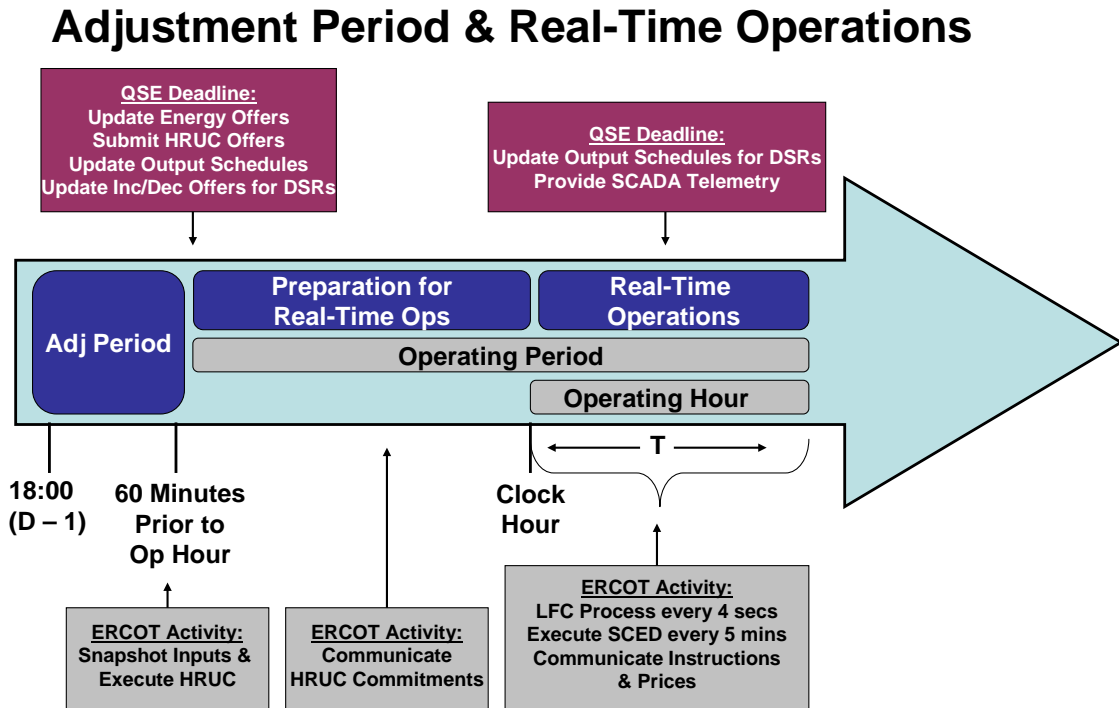 Adjustment Period & Real-Time Operations
QSE Deadline:
Update Energy Offers
Submit HRUC Offers
Update Output Schedules
Update Inc/Dec Offers for DSRs
QSE Deadline:
Update Output Schedules for DSRs
Provide SCADA Telemetry
Adj Period
Preparation for
Real-Time Ops
Real-Time
Operations
Operating Period
Operating Hour
T
18:00
(D – 1)
60 Minutes
Prior to
Op Hour
Clock
Hour
ERCOT Activity:
Snapshot Inputs &
Execute HRUC
ERCOT Activity:
Communicate
HRUC Commitments
ERCOT Activity:
LFC Process every 4 secs
Execute SCED every 5 mins
Communicate Instructions
& Prices